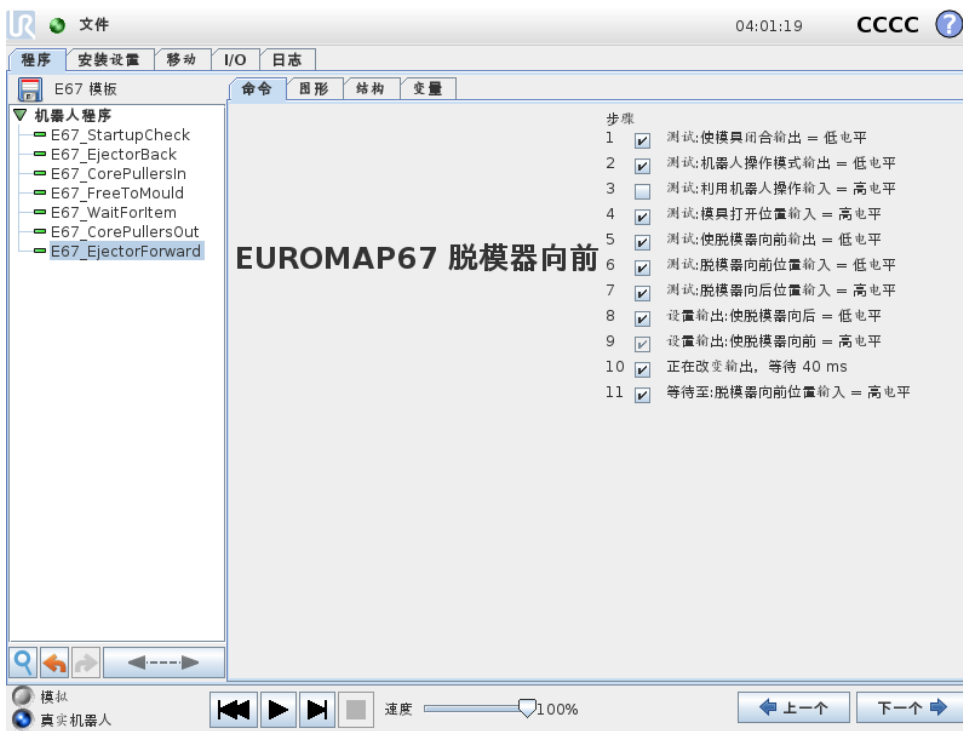 UR 文件 04:01:19 CCCC ?
程序 安装设置 移动 I/O 日志
E67 模板
命令 图形 结构 变量
机器人程序
E67_StartupCheck
E67_EjectorBack
E67_CorePullersIn
E67_FreeToMould
E67_WaitForItem
E67_CorePullersOut
E67_EjectorForward
EUROMAP67 脱模器向前
步骤
1 测试:使模具闭合输出 = 低电平
2 测试:机器人操作模式输出 = 低电平
3 测试:利用机器人操作输入 = 高电平
4 测试:模具打开位置输入 = 高电平
5 测试:使脱模器向前输出 = 低电平
6 测试:脱模器向前位置输入 = 低电平
7 测试:脱模器向后位置输入 = 高电平
8 设置输出:使脱模器向后 = 低电平
9 设置输出:使脱模器向前 = 高电平
10 正在改变输出，等待 40 ms
11 等待至:脱模器向前位置输入 = 高电平
模拟
真实机器人
速度 100%
上一个 下一个